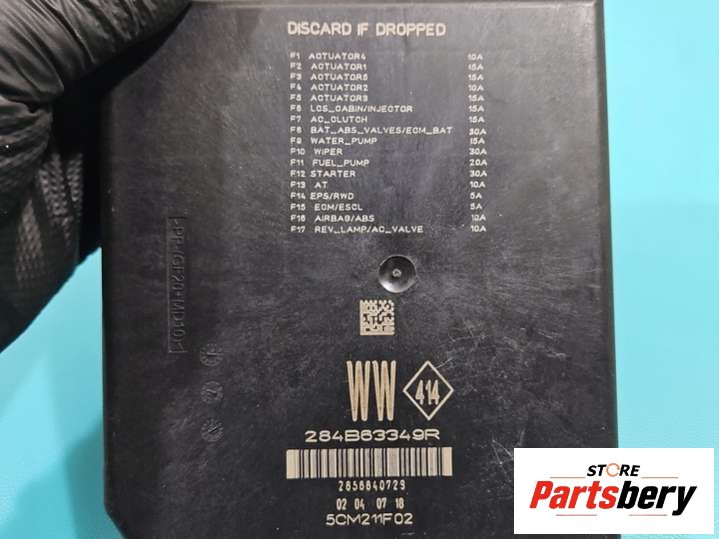 DISCARD IF DROPPED
F1 ACTUATOR4 10A
F2 ACTUATOR1 15A
F3 ACTUATOR5 15A
F4 ACTUATOR2 10A
F5 ACTUATOR3 15A
F6 LCS_CABIN/INJECTOR 15A
F7 AC_CLUTCH 15A
F8 BAT_ABS_VALVES/ECM_BAT 30A
F9 WATER_PUMP 15A
F10 WIPER 30A
F11 FUEL_PUMP 20A
F12 STARTER 30A
F13 AT 10A
F14 EPS/RWD 5A
F15 ECM/ESCL 5A
F16 AIRBAG/ABS 10A
F17 REV_LAMP/AC_VALVE 10A
WW 414
284B63349R
2856840729
02 04 07 18
5CM211F02
STORE
Partsbery